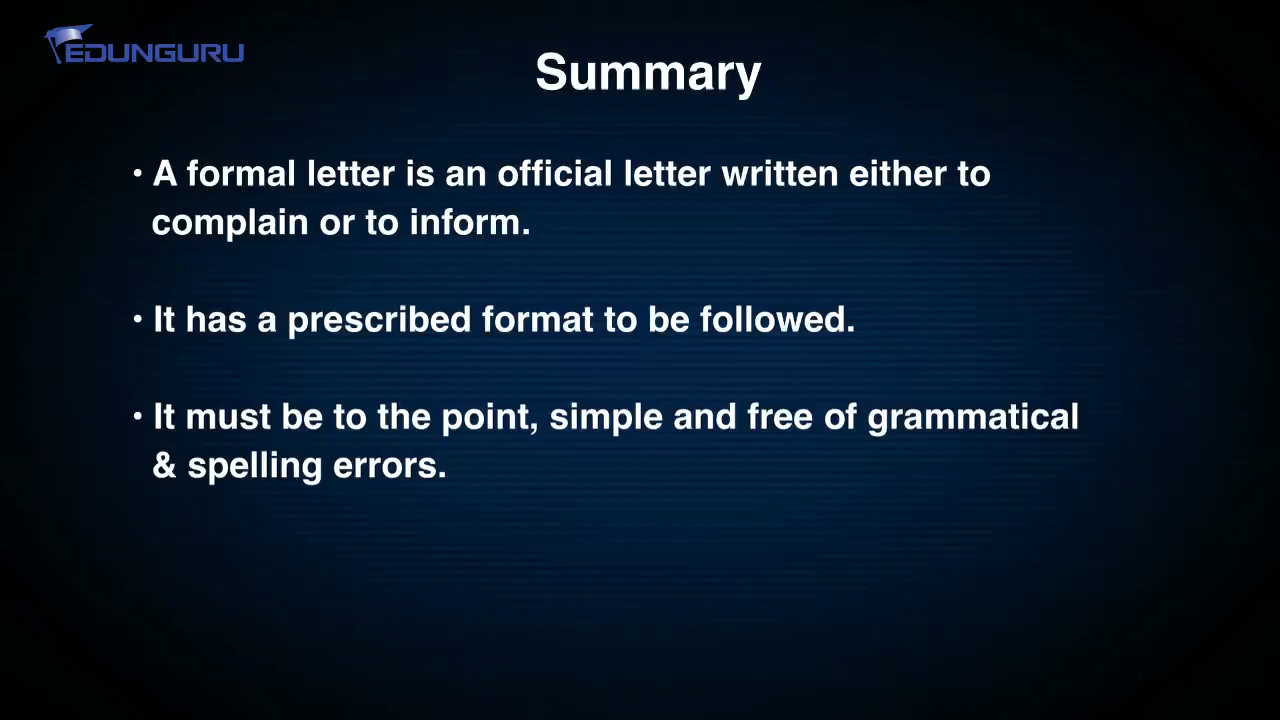 EDUNGURU
Summary
• A formal letter is an official letter written either to
complain or to inform.
• It has a prescribed format to be followed.
• It must be to the point, simple and free of grammatical
& spelling errors.